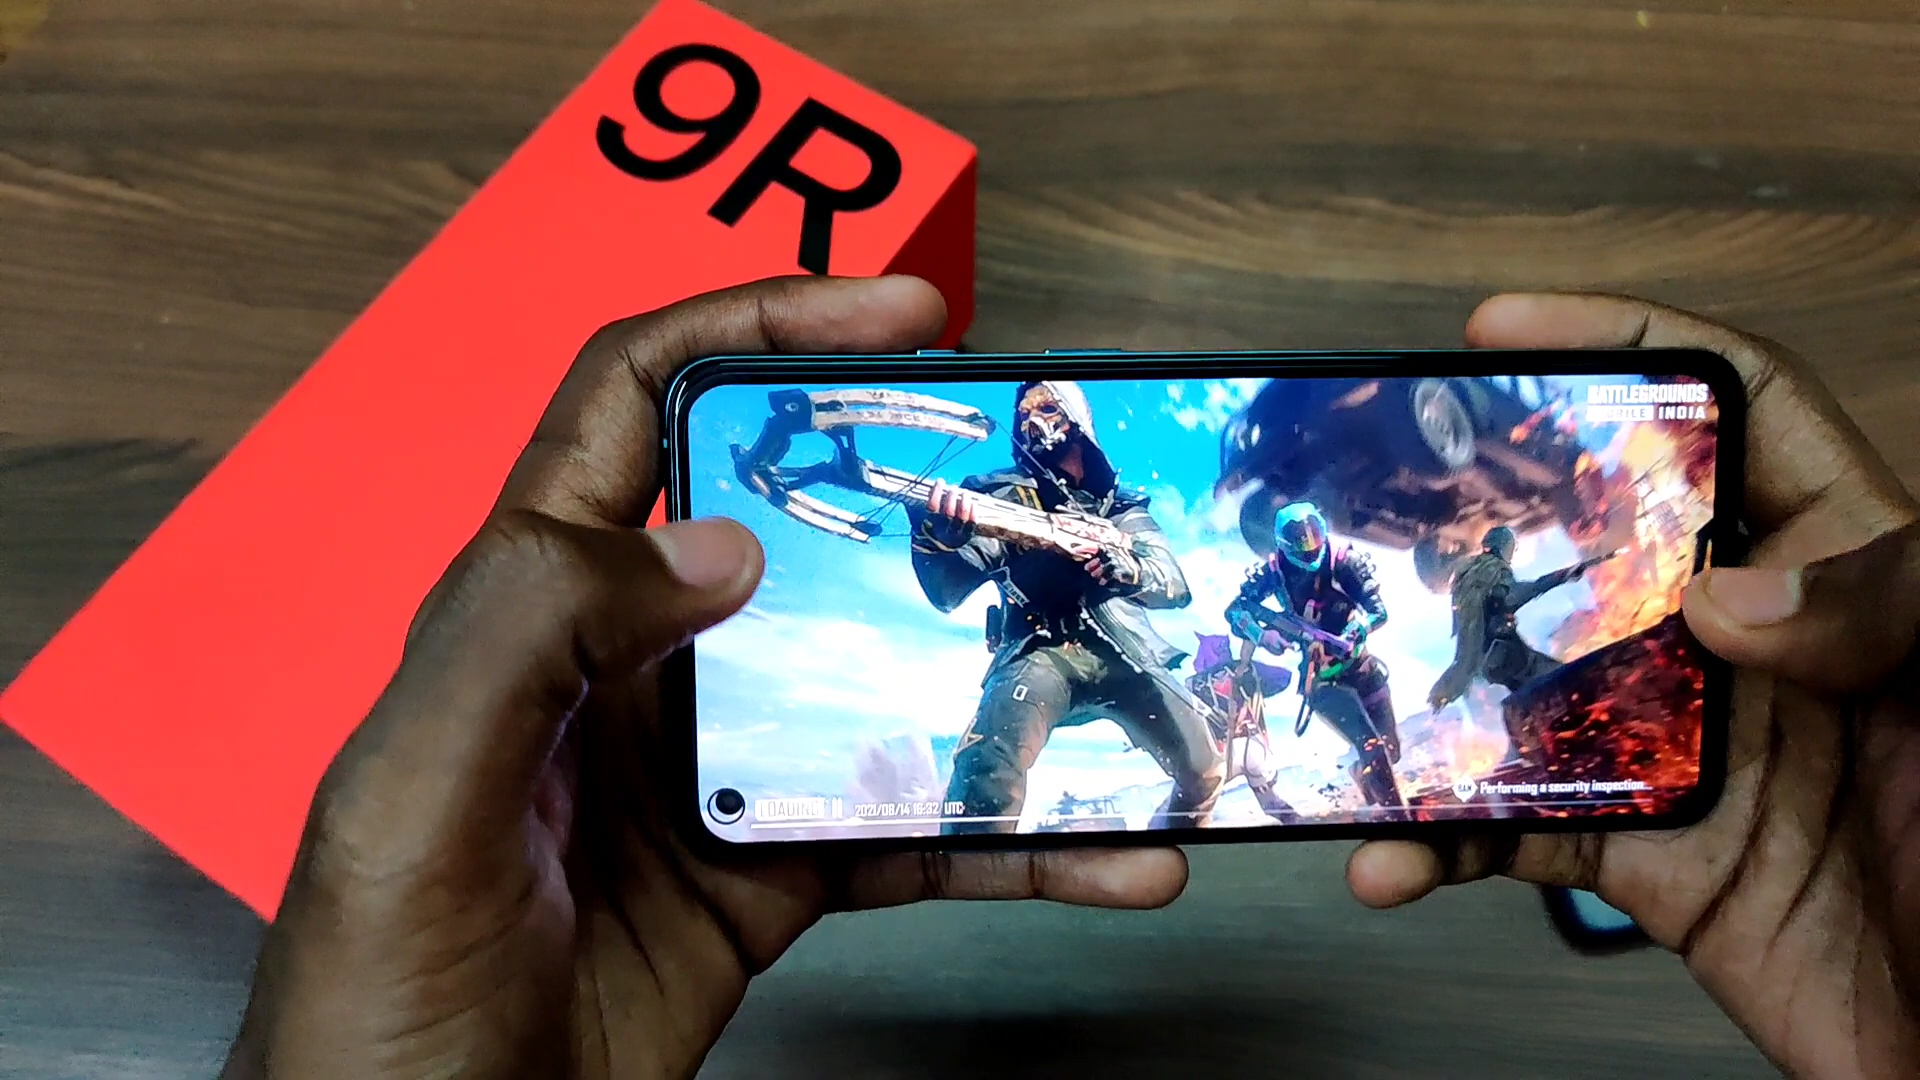 9R
BATTLEGROUNDS
MOBILE INDIA
LOADING
2021/08/14 16:32 UTC
Performing a security inspection...